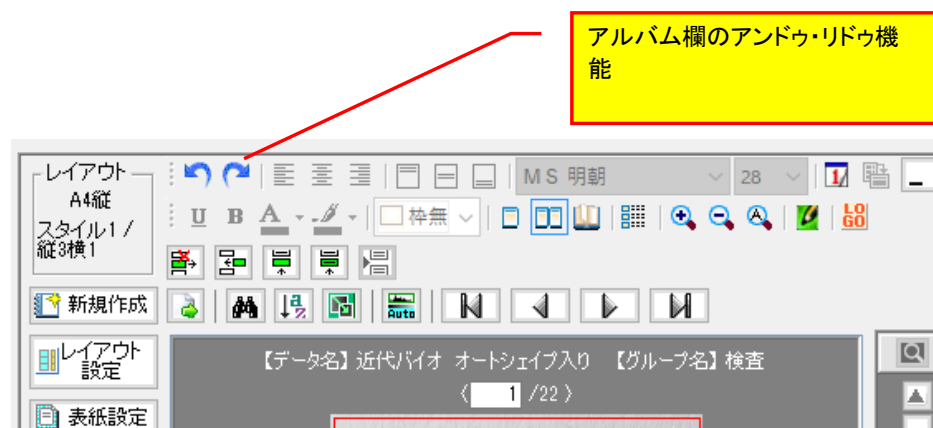 アルバム欄のアンドゥ・リドゥ機
能
レイアウト
A4縦
スタイル1/
縦3横1
MS 明朝
28
1
U B A
枠無
A
LO
GO
a
z
Auto
新規作成
レイアウト
設定
【データ名】近代バイオ オートシェイプ入り 【グループ名】検査
〈 1 /22 〉
表紙設定